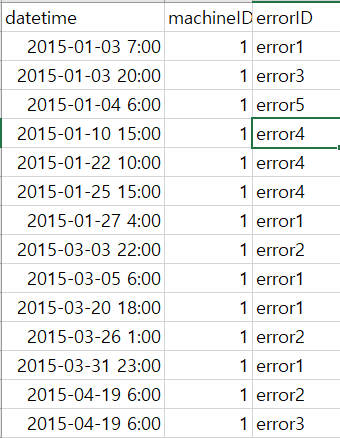 datetime machineID errorID
2015-01-03 7:00 1 error1
2015-01-03 20:00 1 error3
2015-01-04 6:00 1 error5
2015-01-10 15:00 1 error4
2015-01-22 10:00 1 error4
2015-01-25 15:00 1 error4
2015-01-27 4:00 1 error1
2015-03-03 22:00 1 error2
2015-03-05 6:00 1 error1
2015-03-20 18:00 1 error1
2015-03-26 1:00 1 error2
2015-03-31 23:00 1 error1
2015-04-19 6:00 1 error2
2015-04-19 6:00 1 error3